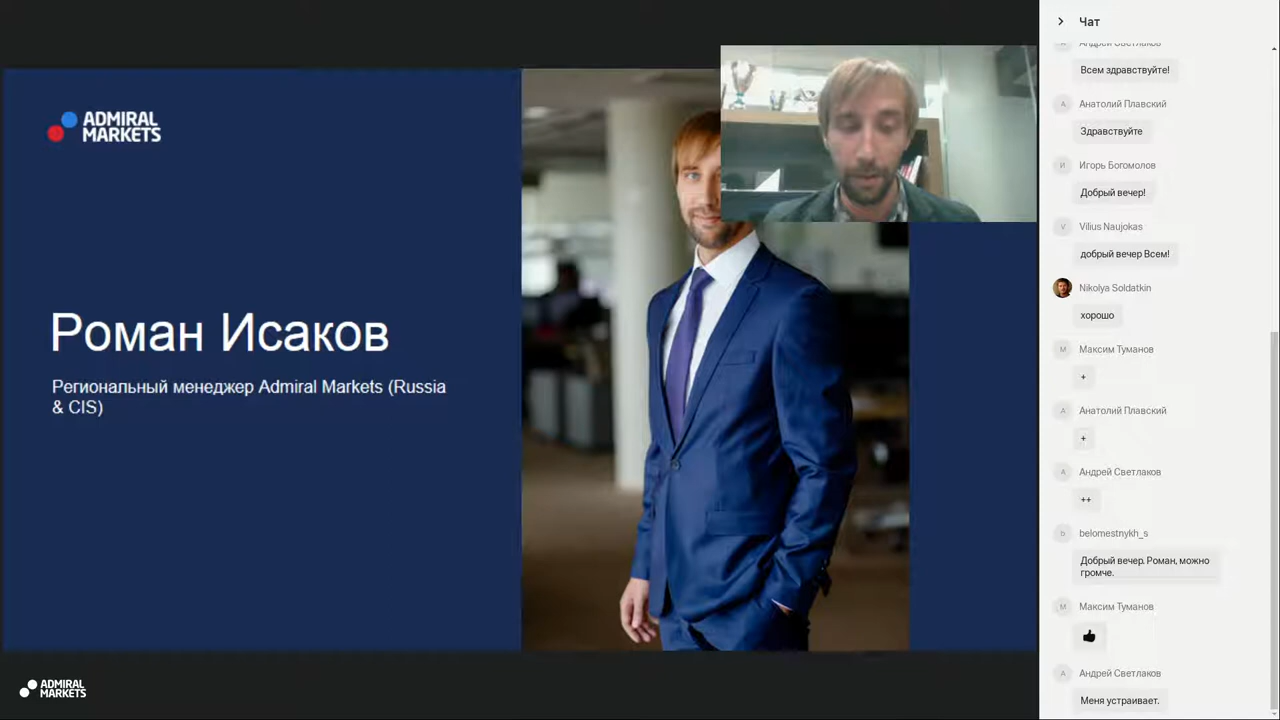 ADMIRAL
MARKETS
Роман Исаков
Региональный менеджер Admiral Markets (Russia
& CIS)
ADMIRAL
MARKETS
Чат
Андрей Светлаков
Всем здравствуйте!
А
Анатолий Плавский
Здравствуйте
И
Игорь Богомолов
Добрый вечер!
V
Vilius Naujokas
добрый вечер Всем!
Nikolya Soldatkin
хорошо
М
Максим Туманов
+
А
Анатолий Плавский
+
А
Андрей Светлаков
++
b
belomestnykh_s
Добрый вечер. Роман, можно
громче.
М
Максим Туманов
А
Андрей Светлаков
Меня устраивает.